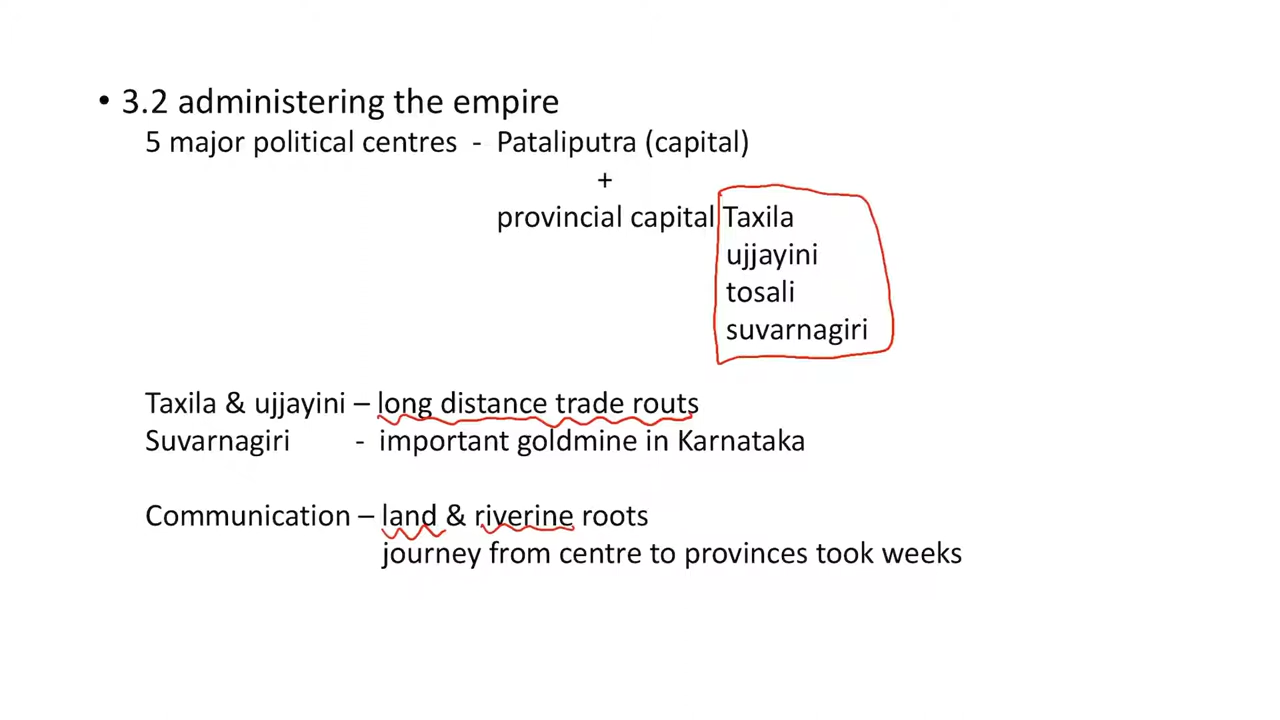 • 3.2 administering the empire
5 major political centres - Pataliputra (capital)
+
provincial capital Taxila
ujjayini
tosali
suvarnagiri
Taxila & ujjayini – long distance trade routs
Suvarnagiri - important goldmine in Karnataka
Communication – land & riverine roots
journey from centre to provinces took weeks